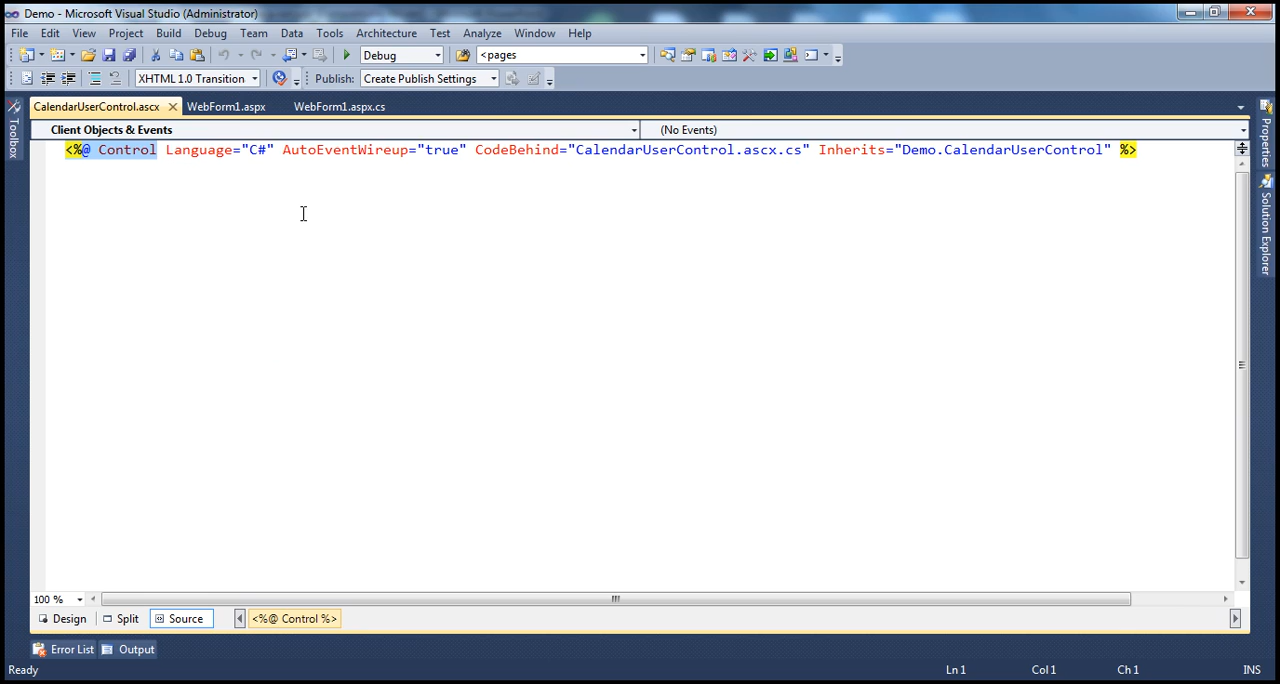 Demo - Microsoft Visual Studio (Administrator)
File Edit View Project Build Debug Team Data Tools Architecture Test Analyze Window Help
Debug <pages
XHTML 1.0 Transition Publish: Create Publish Settings
CalendarUserControl.ascx WebForm1.aspx WebForm1.aspx.cs
Client Objects & Events (No Events)
<%@ Control Language="C#" AutoEventWireup="true" CodeBehind="CalendarUserControl.ascx.cs" Inherits="Demo.CalendarUserControl" %>
Toolbox
Properties
Solution Explorer
100 %
Design Split Source <%@ Control %>
Error List Output
Ready Ln 1 Col 1 Ch 1 INS